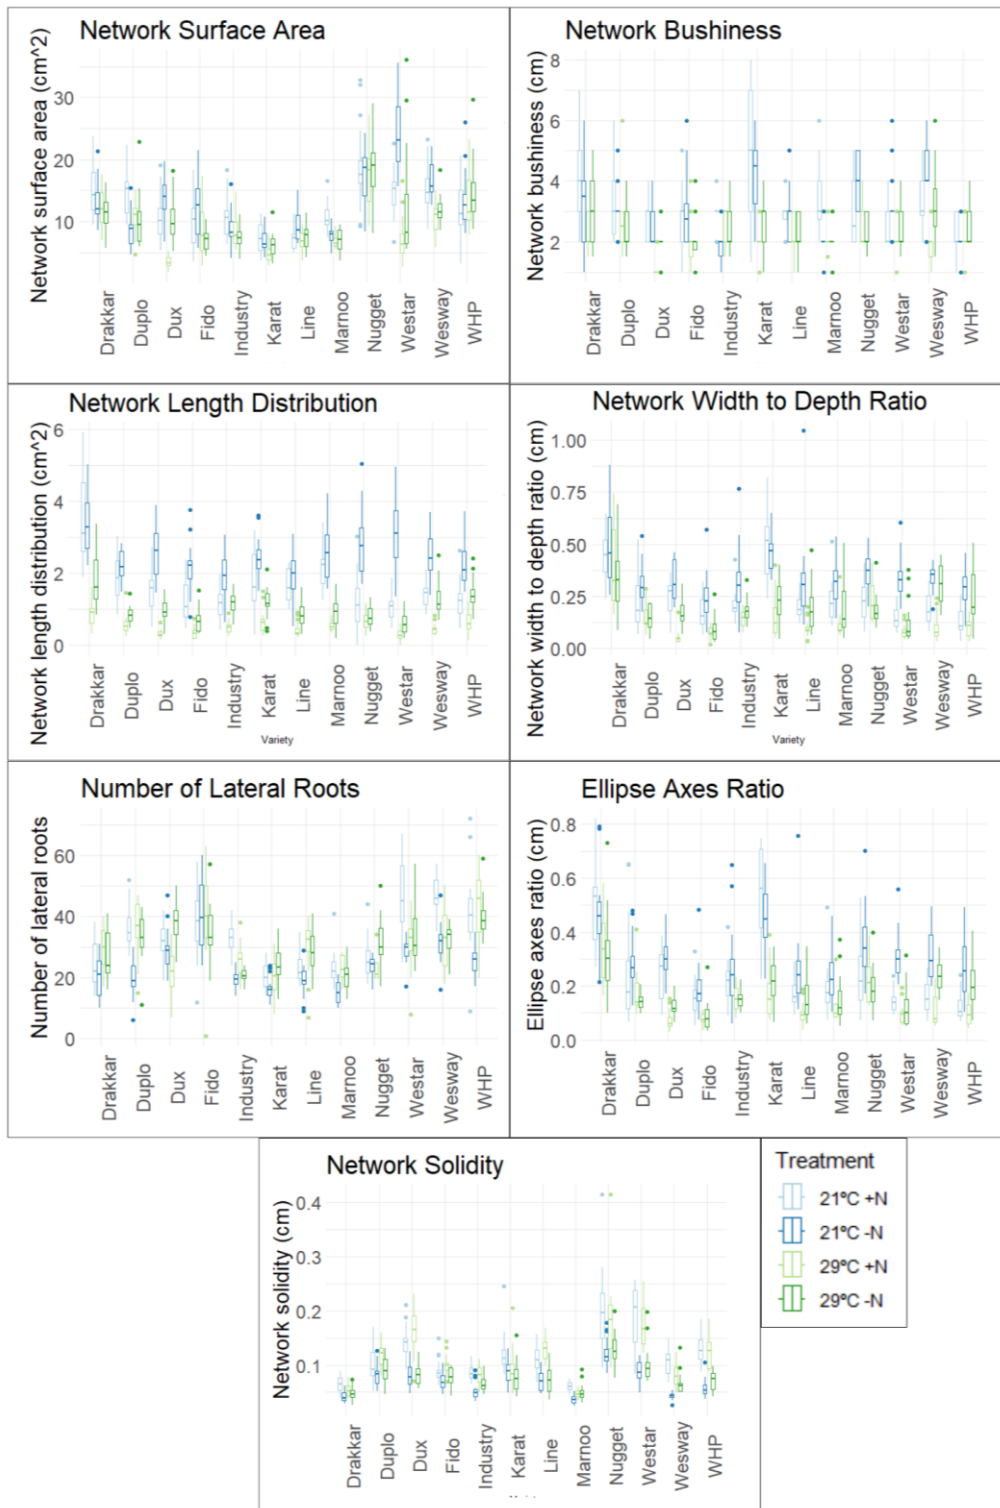 Network Surface Area
Network surface area (cm^2)
30
20
10
Drakkar
Duplo
Dux
Fido
Industry
Karat
Line
Marnoo
Nugget
Westar
Wesway
WHP
Network Bushiness
Network bushiness (cm)
8
6
4
2
Drakkar
Duplo
Dux
Fido
Industry
Karat
Line
Marnoo
Nugget
Westar
Wesway
WHP
Network Length Distribution
Network length distribution (cm^2)
6
4
2
0
Drakkar
Duplo
Dux
Fido
Industry
Karat
Line
Marnoo
Nugget
Westar
Wesway
WHP
Variety
Network Width to Depth Ratio
Network width to depth ratio (cm)
1.00
0.75
0.50
0.25
0.00
Drakkar
Duplo
Dux
Fido
Industry
Karat
Line
Marnoo
Nugget
Westar
Wesway
WHP
Variety
Number of Lateral Roots
Number of lateral roots
60
40
20
0
Drakkar
Duplo
Dux
Fido
Industry
Karat
Line
Marnoo
Nugget
Westar
Wesway
WHP
Ellipse Axes Ratio
Ellipse axes ratio (cm)
0.8
0.6
0.4
0.2
0.0
Drakkar
Duplo
Dux
Fido
Industry
Karat
Line
Marnoo
Nugget
Westar
Wesway
WHP
Network Solidity
Network solidity (cm)
0.4
0.3
0.2
0.1
Drakkar
Duplo
Dux
Fido
Industry
Karat
Line
Marnoo
Nugget
Westar
Wesway
WHP
Treatment
21ºC +N
21ºC -N
29ºC +N
29ºC -N